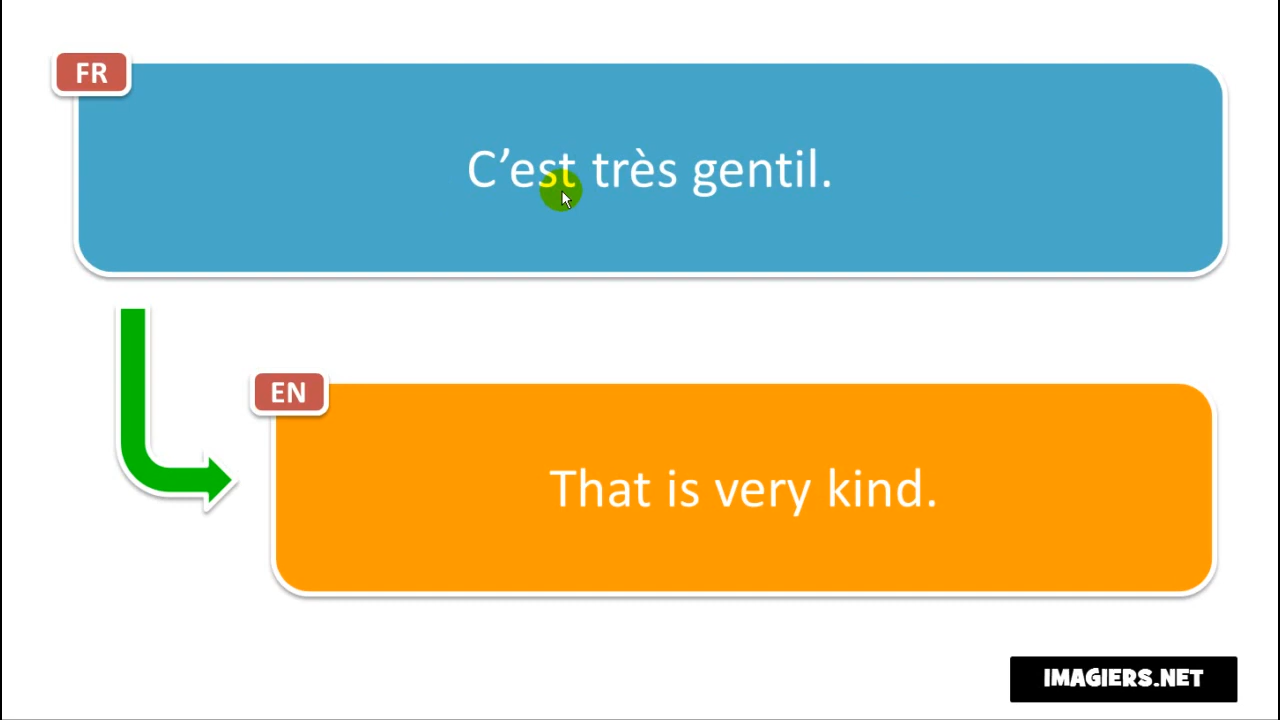 FR
C’est très gentil.
EN
That is very kind.
IMAGIERS.NET